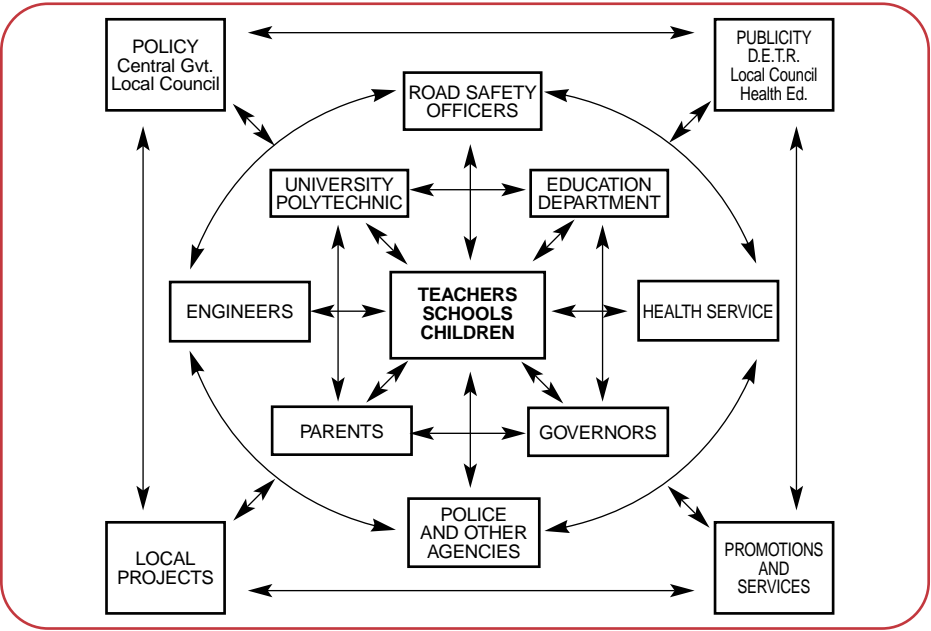 POLICY
Central Gvt.
Local Council
PUBLICITY
D.E.T.R.
Local Council
Health Ed.
ROAD SAFETY
OFFICERS
UNIVERSITY
POLYTECHNIC
EDUCATION
DEPARTMENT
ENGINEERS
TEACHERS
SCHOOLS
CHILDREN
HEALTH SERVICE
PARENTS
GOVERNORS
POLICE
AND OTHER
AGENCIES
LOCAL
PROJECTS
PROMOTIONS
AND
SERVICES